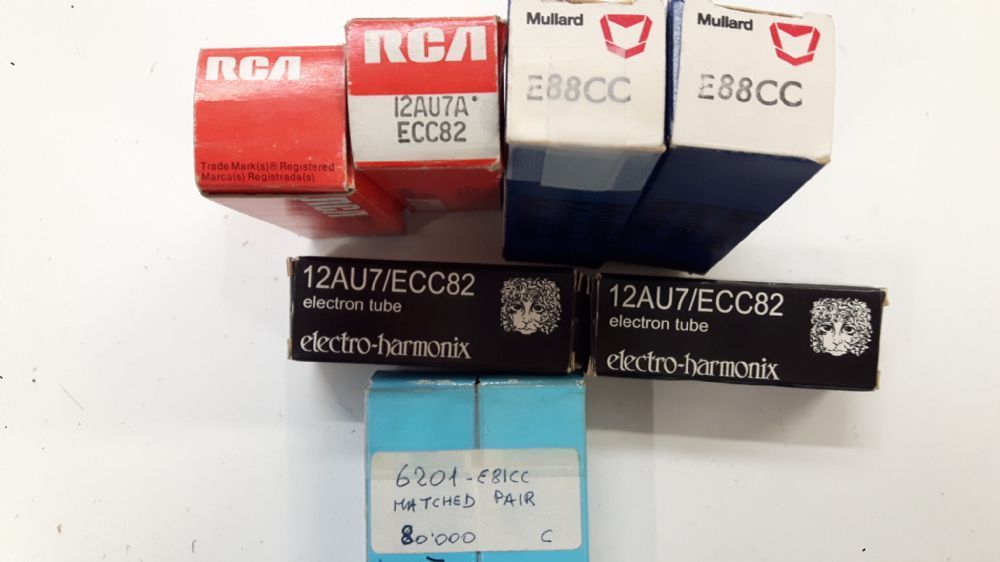 RCA
Trade Mark(s)® Registered
Marca(s) Registrada(s)
RCA
RCA
12AU7A
ECC82
Mullard
E88CC
Mullard
E88CC
12AU7/ECC82
electron tube
electro-harmonix
12AU7/ECC82
electron tube
electro-harmonix
6201-E81CC
MATCHED PAIR
80.000 C